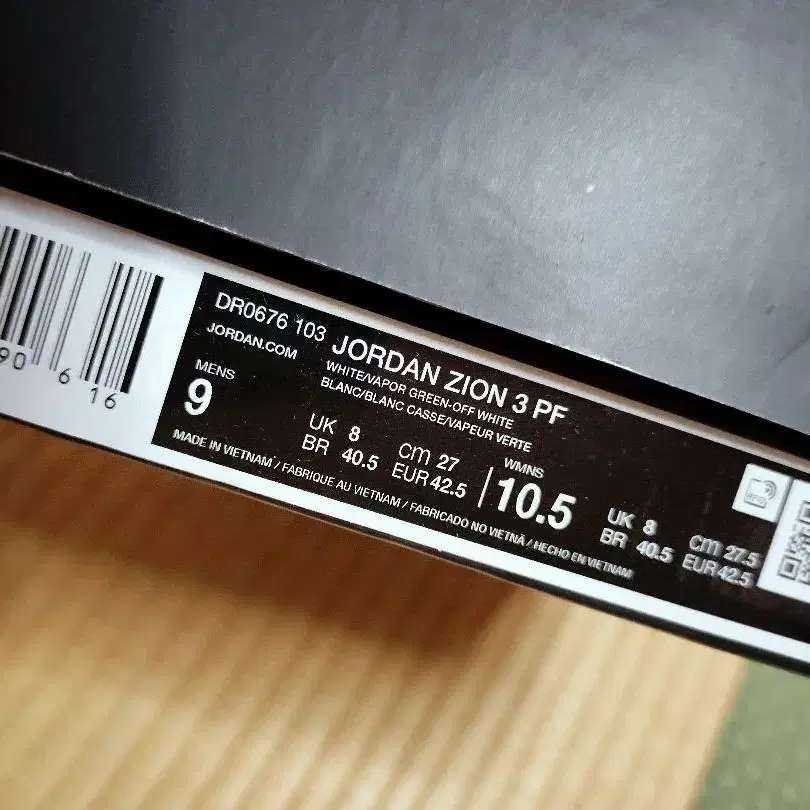 90 6 16
DR0676 103 JORDAN ZION 3 PF
JORDAN.COM
WHITE/VAPOR GREEN-OFF WHITE
BLANC/BLANC CASSE/VAPEUR VERTE
MENS
9
UK 8
BR 40.5
cm 27
EUR 42.5
WMNS
10.5
UK 8
BR 40.5
cm 27.5
EUR 42.5
MADE IN VIETNAM / FABRIQUE AU VIETNAM / FABRICADO NO VIETNÃ / HECHO EN VIETNAM